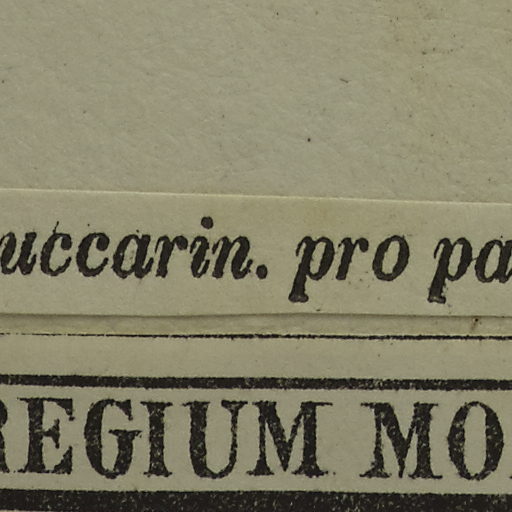 uccarin. pro pa
REGIUM MO